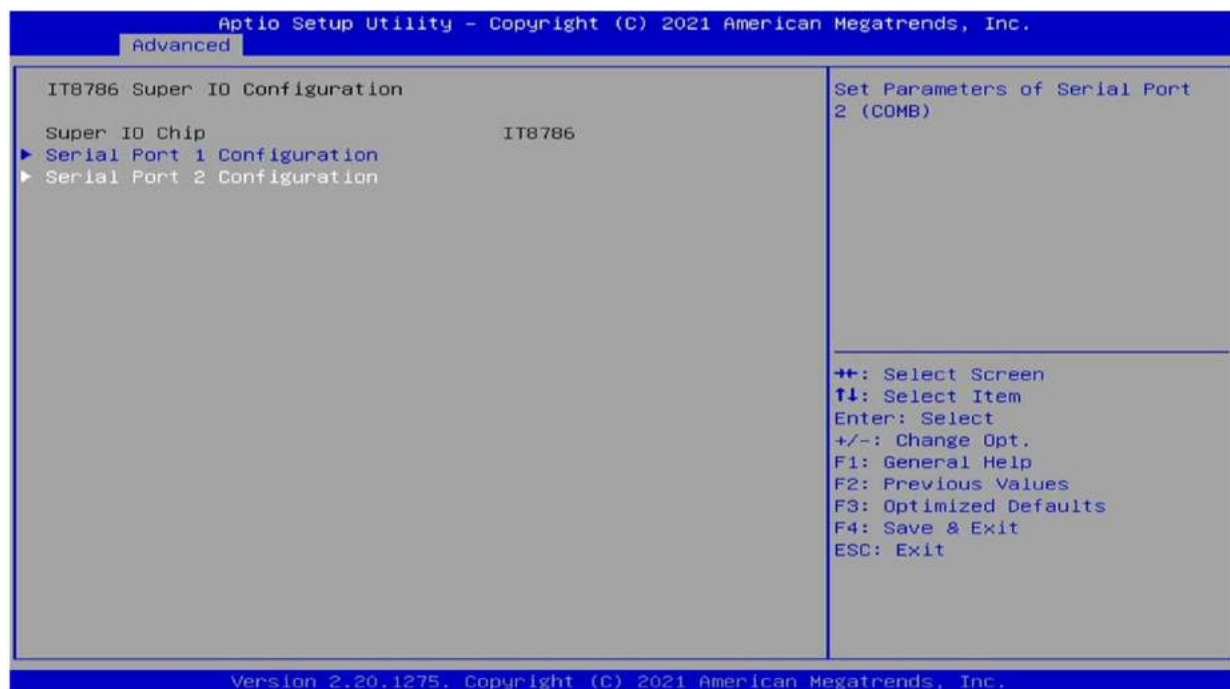 Aptio Setup Utility – Copyright (C) 2021 American Megatrends, Inc.
Advanced
IT8786 Super IO Configuration
Super IO Chip IT8786
▶ Serial Port 1 Configuration
▶ Serial Port 2 Configuration
Set Parameters of Serial Port
2 (COMB)
→←: Select Screen
↑↓: Select Item
Enter: Select
+/-: Change Opt.
F1: General Help
F2: Previous Values
F3: Optimized Defaults
F4: Save & Exit
ESC: Exit
Version 2.20.1275. Copyright (C) 2021 American Megatrends, Inc.